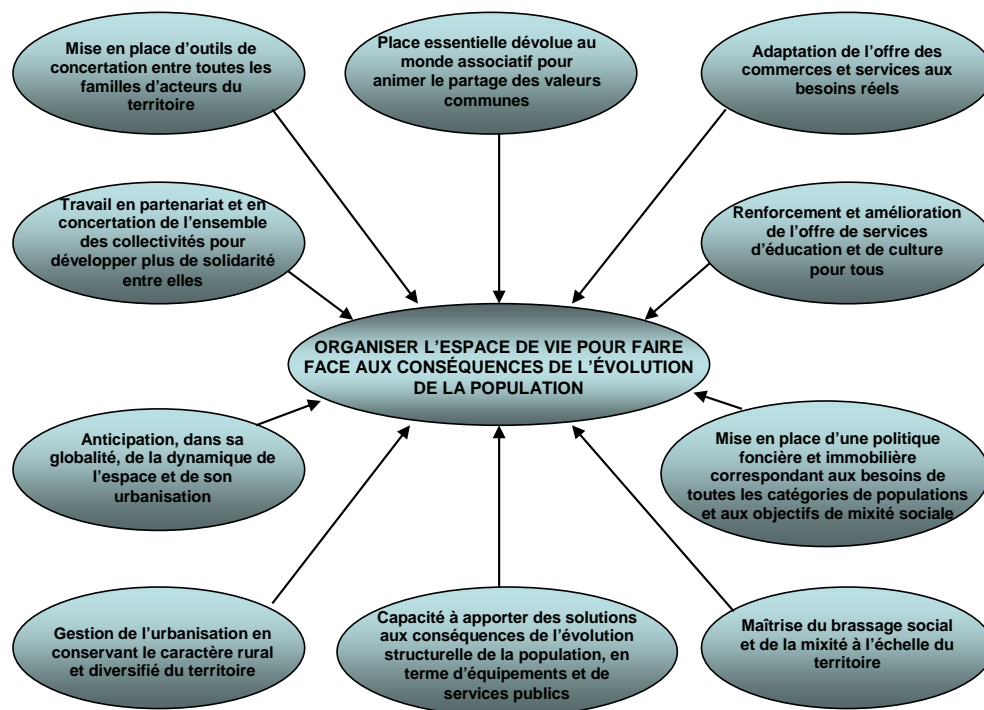 Mise en place d'outils de
concertation entre toutes les
familles d'acteurs du
territoire
Place essentielle dévolue au
monde associatif pour
animer le partage des valeurs
communes
Adaptation de l'offre des
commerces et services aux
besoins réels
Travail en partenariat et en
concertation de l'ensemble
des collectivités pour
développer plus de solidarité
entre elles
Renforcement et amélioration
de l'offre de services
d'éducation et de culture
pour tous
ORGANISER L'ESPACE DE VIE POUR FAIRE
FACE AUX CONSÉQUENCES DE L'ÉVOLUTION
DE LA POPULATION
Anticipation, dans sa
globalité, de la dynamique de
l'espace et de son
urbanisation
Mise en place d'une politique
foncière et immobilière
correspondant aux besoins de
toutes les catégories de populations
et aux objectifs de mixité sociale
Gestion de l'urbanisation en
conservant le caractère rural
et diversifié du territoire
Capacité à apporter des solutions
aux conséquences de l'évolution
structurelle de la population, en
terme d'équipements et de
services publics
Maîtrise du brassage social
et de la mixité à l'échelle du
territoire